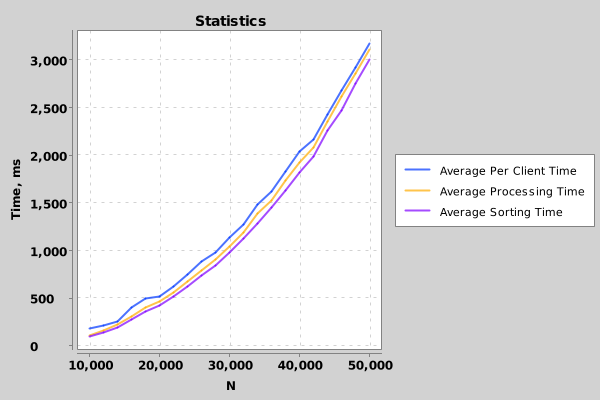 Statistics
3,000
2,500
2,000
1,500
1,000
500
0
Time, ms
10,000 20,000 30,000 40,000 50,000
N
Average Per Client Time
Average Processing Time
Average Sorting Time